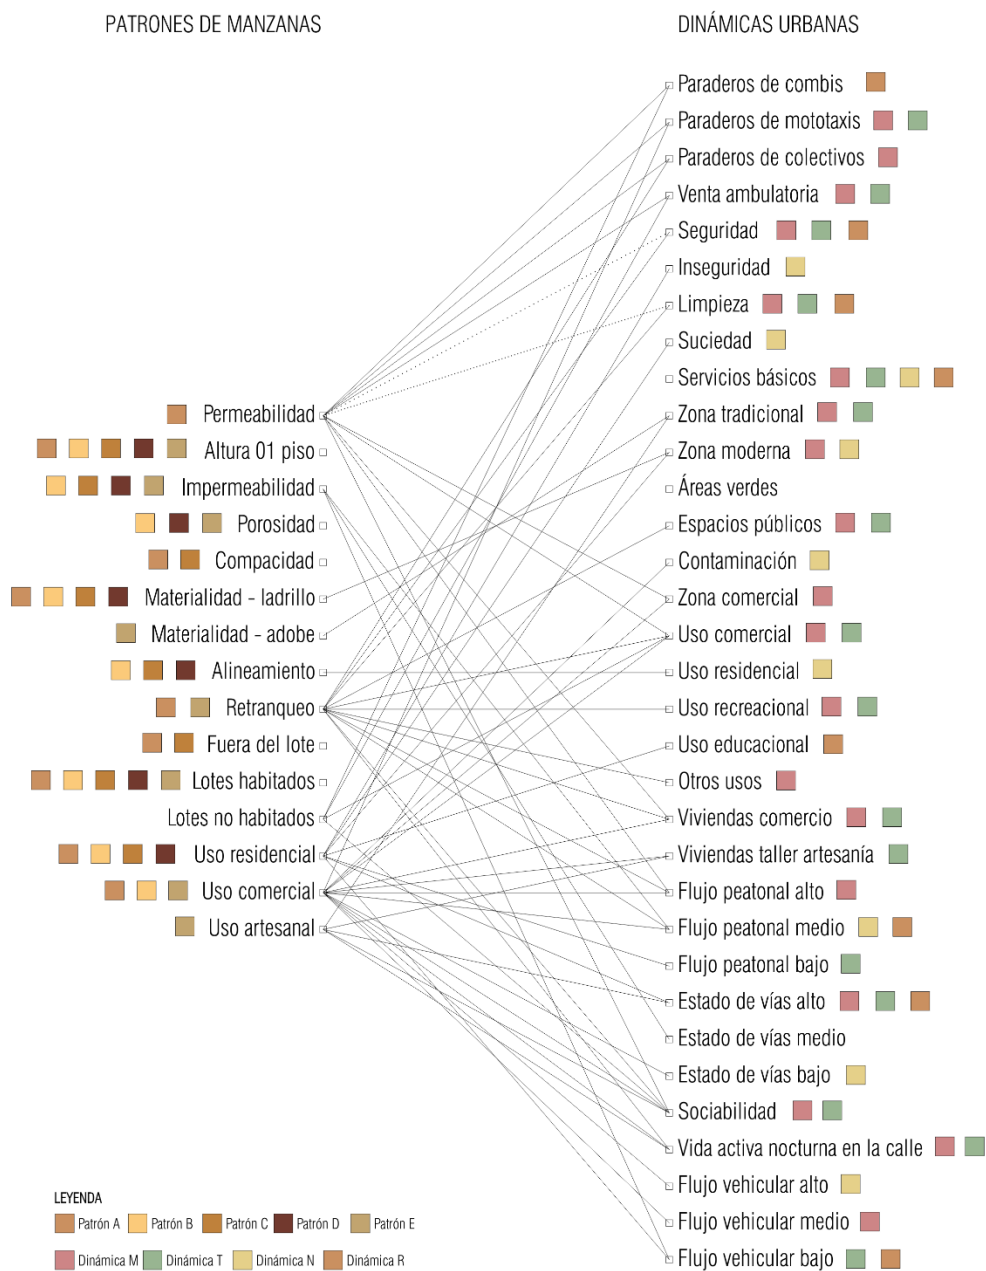 PATRONES DE MANZANAS
DINÁMICAS URBANAS
Paraderos de combis
Paraderos de mototaxis
Paraderos de colectivos
Venta ambulatoria
Seguridad
Inseguridad
Limpieza
Suciedad
Servicios básicos
Zona tradicional
Zona moderna
Áreas verdes
Espacios públicos
Contaminación
Zona comercial
Uso comercial
Uso residencial
Uso recreacional
Uso educacional
Otros usos
Viviendas comercio
Viviendas taller artesanía
Flujo peatonal alto
Flujo peatonal medio
Flujo peatonal bajo
Estado de vías alto
Estado de vías medio
Estado de vías bajo
Sociabilidad
Vida activa nocturna en la calle
Flujo vehicular alto
Flujo vehicular medio
Flujo vehicular bajo
Permeabilidad
Altura 01 piso
Impermeabilidad
Porosidad
Compacidad
Materialidad - ladrillo
Materialidad - adobe
Alineamiento
Retranqueo
Fuera del lote
Lotes habitados
Lotes no habitados
Uso residencial
Uso comercial
Uso artesanal
LEYENDA
Patrón A Patrón B Patrón C Patrón D Patrón E
Dinámica M Dinámica T Dinámica N Dinámica R